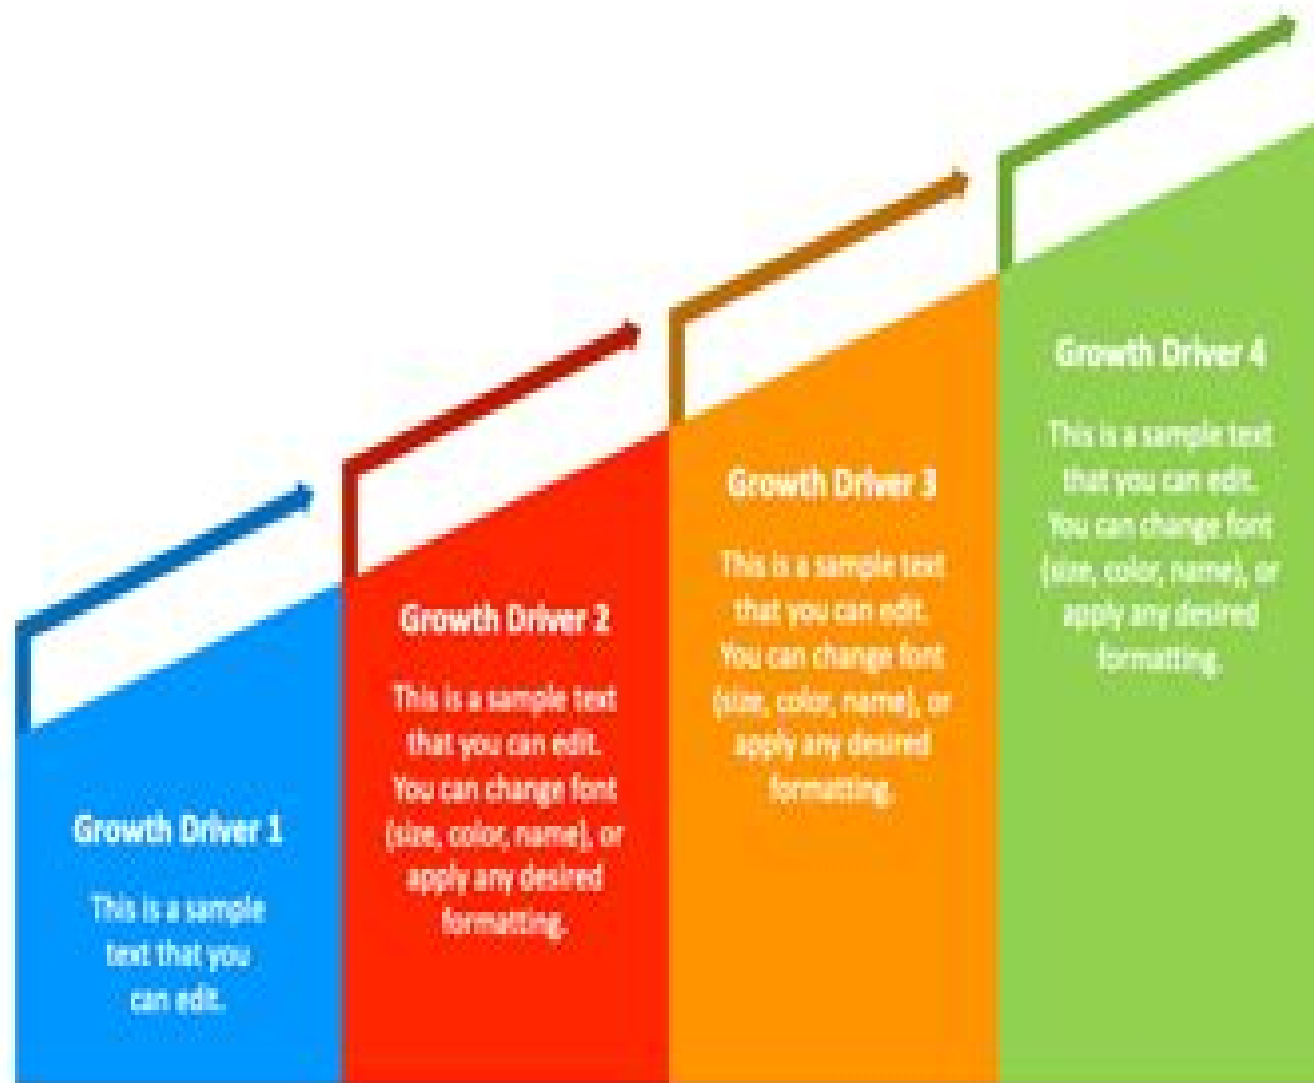 Growth Driver 1
This is a sample
text that you
can edit.
Growth Driver 2
This is a sample text
that you can edit.
You can change font
(size, color, name), or
apply any desired
formatting.
Growth Driver 3
This is a sample text
that you can edit.
You can change font
(size, color, name), or
apply any desired
formatting.
Growth Driver 4
This is a sample text
that you can edit.
You can change font
(size, color, name), or
apply any desired
formatting.